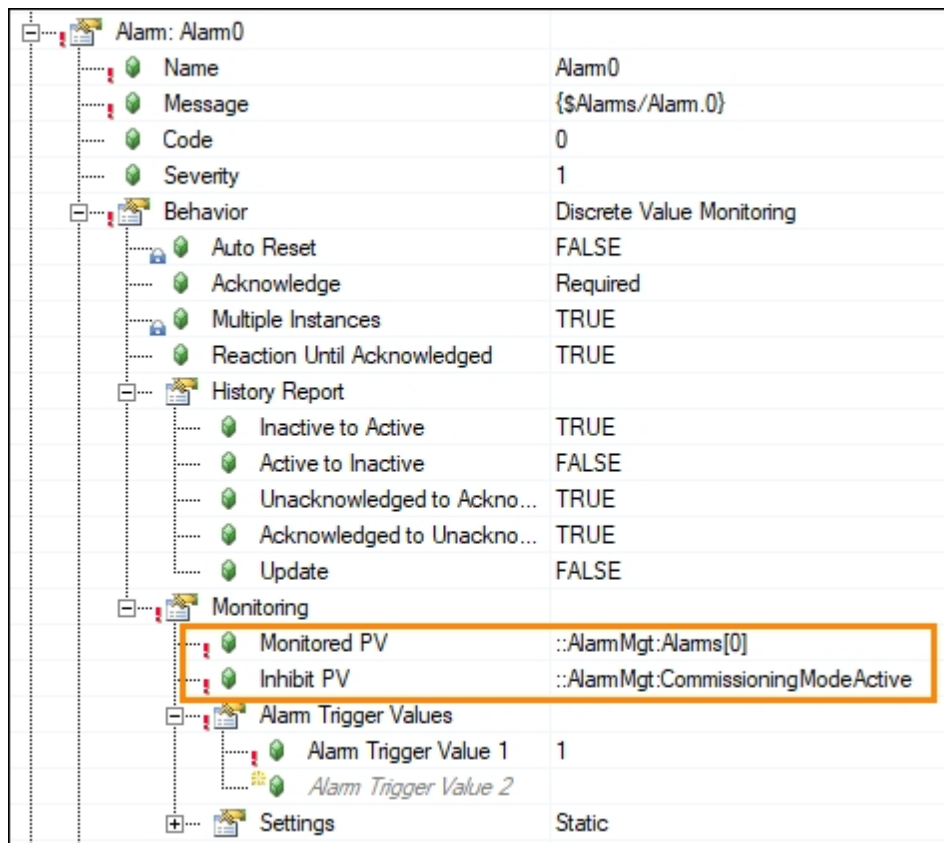 Alarm: Alarm0
Name Alarm0
Message {$Alarms/Alarm.0}
Code 0
Severity 1
Behavior Discrete Value Monitoring
Auto Reset FALSE
Acknowledge Required
Multiple Instances TRUE
Reaction Until Acknowledged TRUE
History Report
Inactive to Active TRUE
Active to Inactive FALSE
Unacknowledged to Ackno... TRUE
Acknowledged to Unackno... TRUE
Update FALSE
Monitoring
Monitored PV ::AlarmMgt:Alarms[0]
Inhibit PV ::AlarmMgt:CommissioningModeActive
Alarm Trigger Values
Alarm Trigger Value 1 1
Alarm Trigger Value 2
Settings Static